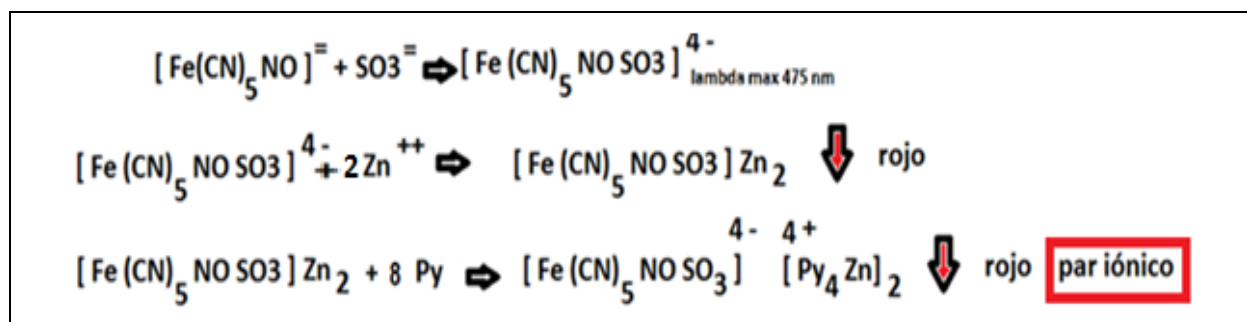 [ Fe(CN)5 NO ]= + SO3= ⇨ [ Fe (CN)5 NO SO3 ]4- lambda max 475 nm
[ Fe (CN)5 NO SO3 ]4- + 2 Zn++ ⇨ [ Fe (CN)5 NO SO3 ] Zn2 ⇩ rojo
[ Fe (CN)5 NO SO3 ] Zn2 + 8 Py ⇨ [ Fe (CN)5 NO SO3 ]4- [ Py4 Zn ]2 4+ ⇩ rojo par iónico